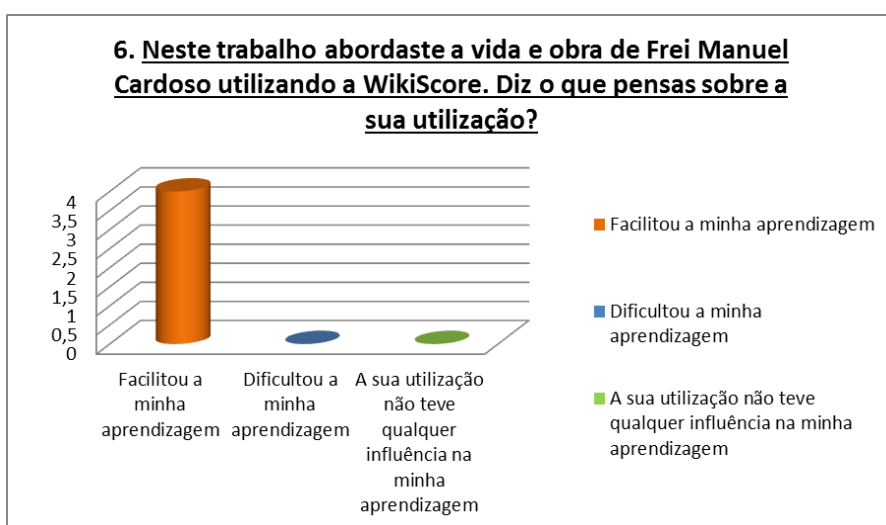 6. Neste trabalho abordaste a vida e obra de Frei Manuel
Cardoso utilizando a WikiScore. Diz o que pensas sobre a
sua utilização?
4
3,5
3
2,5
2
1,5
1
0,5
0
Facilitou a
minha
aprendizagem
Dificultou a
minha
aprendizagem
A sua utilização
não teve
qualquer
influência na
minha
aprendizagem
Facilitou a minha aprendizagem
Dificultou a minha
aprendizagem
A sua utilização não teve
qualquer influência na minha
aprendizagem